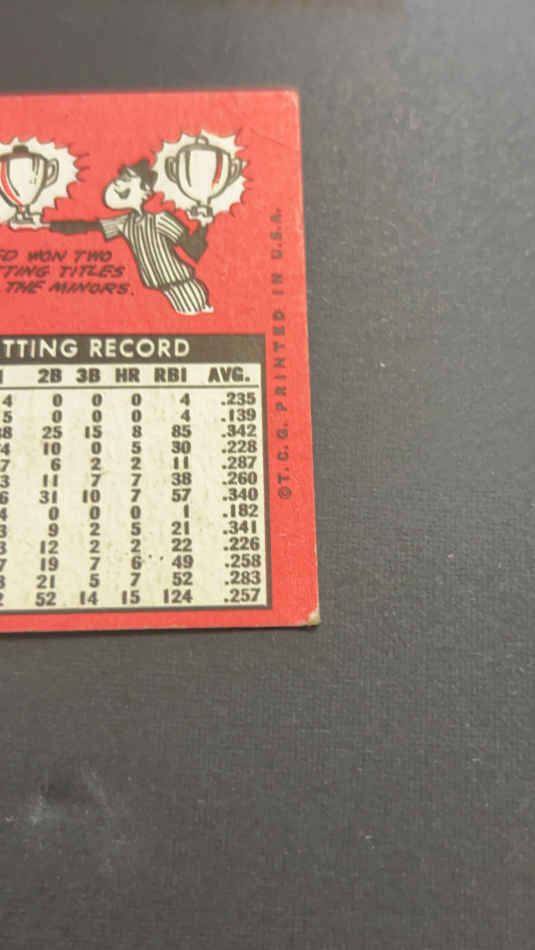 WON TWO
TITLES
THE MINORS.
RECORD
2B 3B HR RBI AVG.
4 0 0 0 4 .235
5 0 0 0 4 .139
8 25 15 8 85 .342
4 10 0 5 30 .228
7 6 2 2 11 .287
3 11 7 7 38 .260
6 31 10 7 57 .340
4 0 0 0 1 .182
3 9 2 5 21 .341
3 12 2 2 22 .226
7 19 7 6 49 .258
3 21 5 7 52 .283
2 52 14 15 124 .257
©T.C.G. PRINTED IN U.S.A.